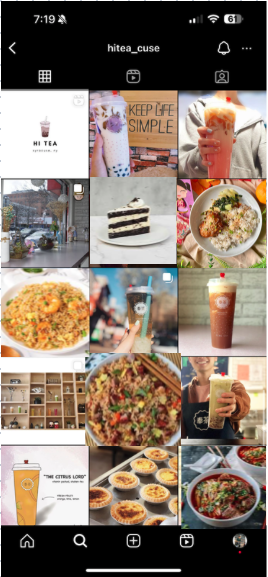 7:19
61
hitea_cuse
HI TEA
KEEP LIFE
SIMPLE
"THE CITRUS LORD"